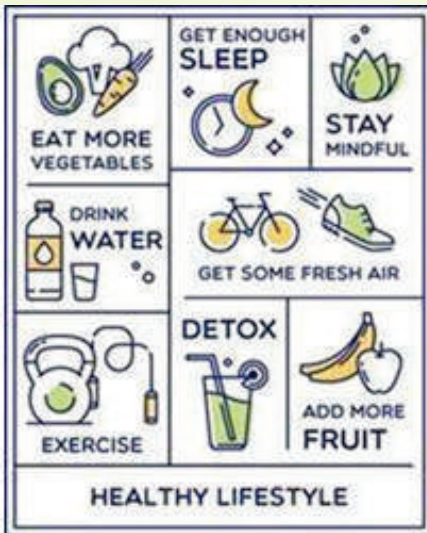 GET ENOUGH
SLEEP
EAT MORE
VEGETABLES
STAY
MINDFUL
DRINK
WATER
GET SOME FRESH AIR
EXERCISE
DETOX
ADD MORE
FRUIT
HEALTHY LIFESTYLE